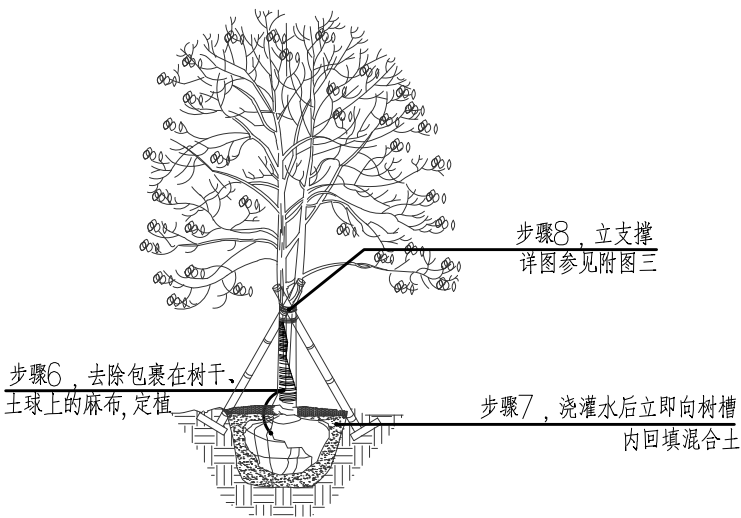 步骤8，立支撑
详图参见附图三
步骤6，去除包裹在树干、
土球上的麻布,定植
步骤7，浇灌水后立即向树槽
内回填混合土